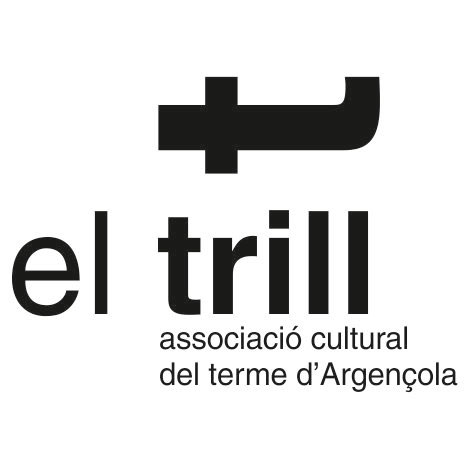 t
el trill
associació cultural
del terme d’Argençola